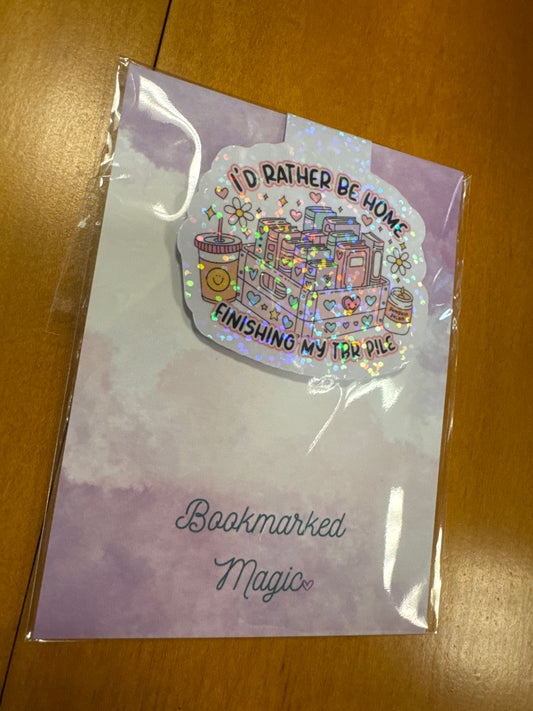 I'D RATHER BE HOME
FINISHING MY TBR PILE
Bookmarked
Magic